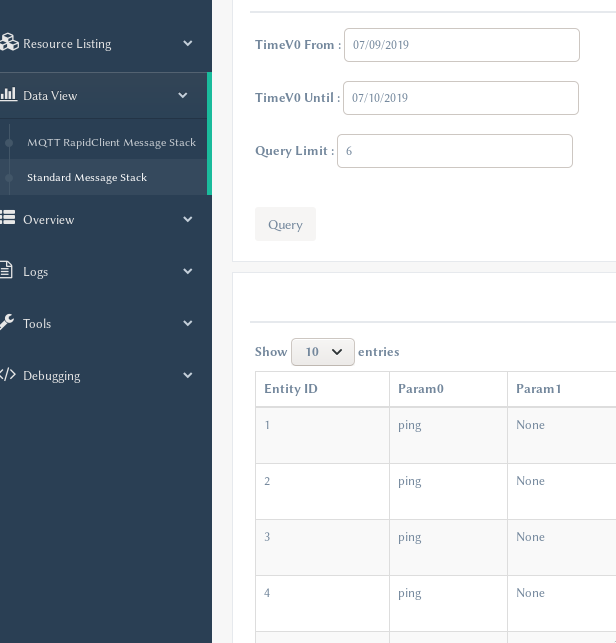 Resource Listing
Data View
MQTT RapidClient Message Stack
Standard Message Stack
Overview
Logs
Tools
Debugging
TimeV0 From : 07/09/2019
TimeV0 Until : 07/10/2019
Query Limit : 6
Query
Show 10 entries
Entity ID Param0 Param1
1 ping None
2 ping None
3 ping None
4 ping None